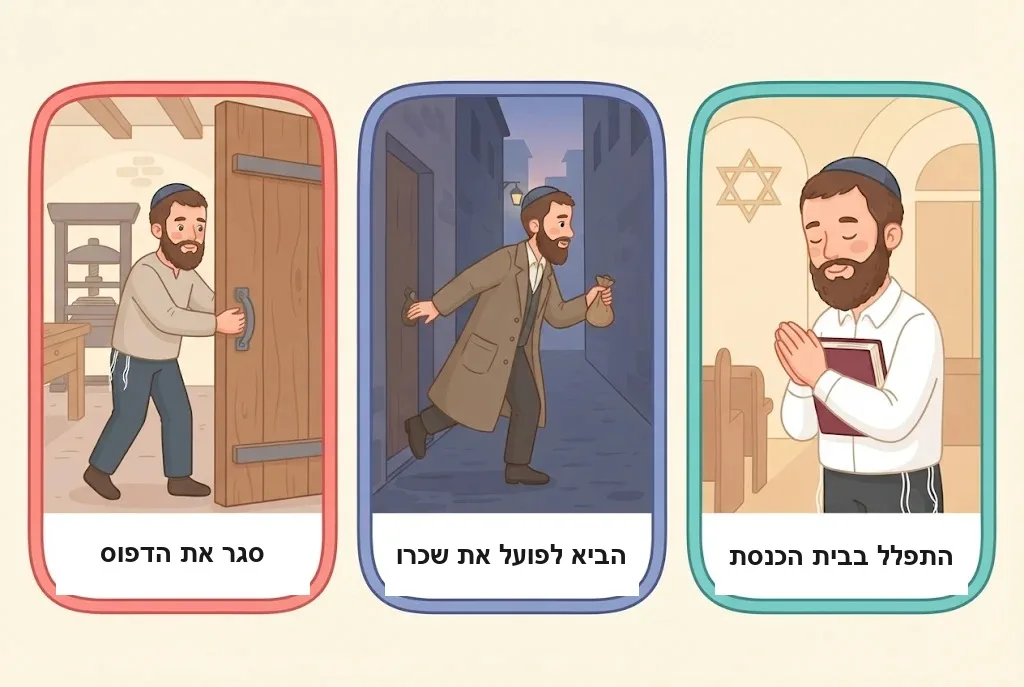 התפלל בבית הכנסת
הביא לפועל את שכרו
סגר את הדפוס